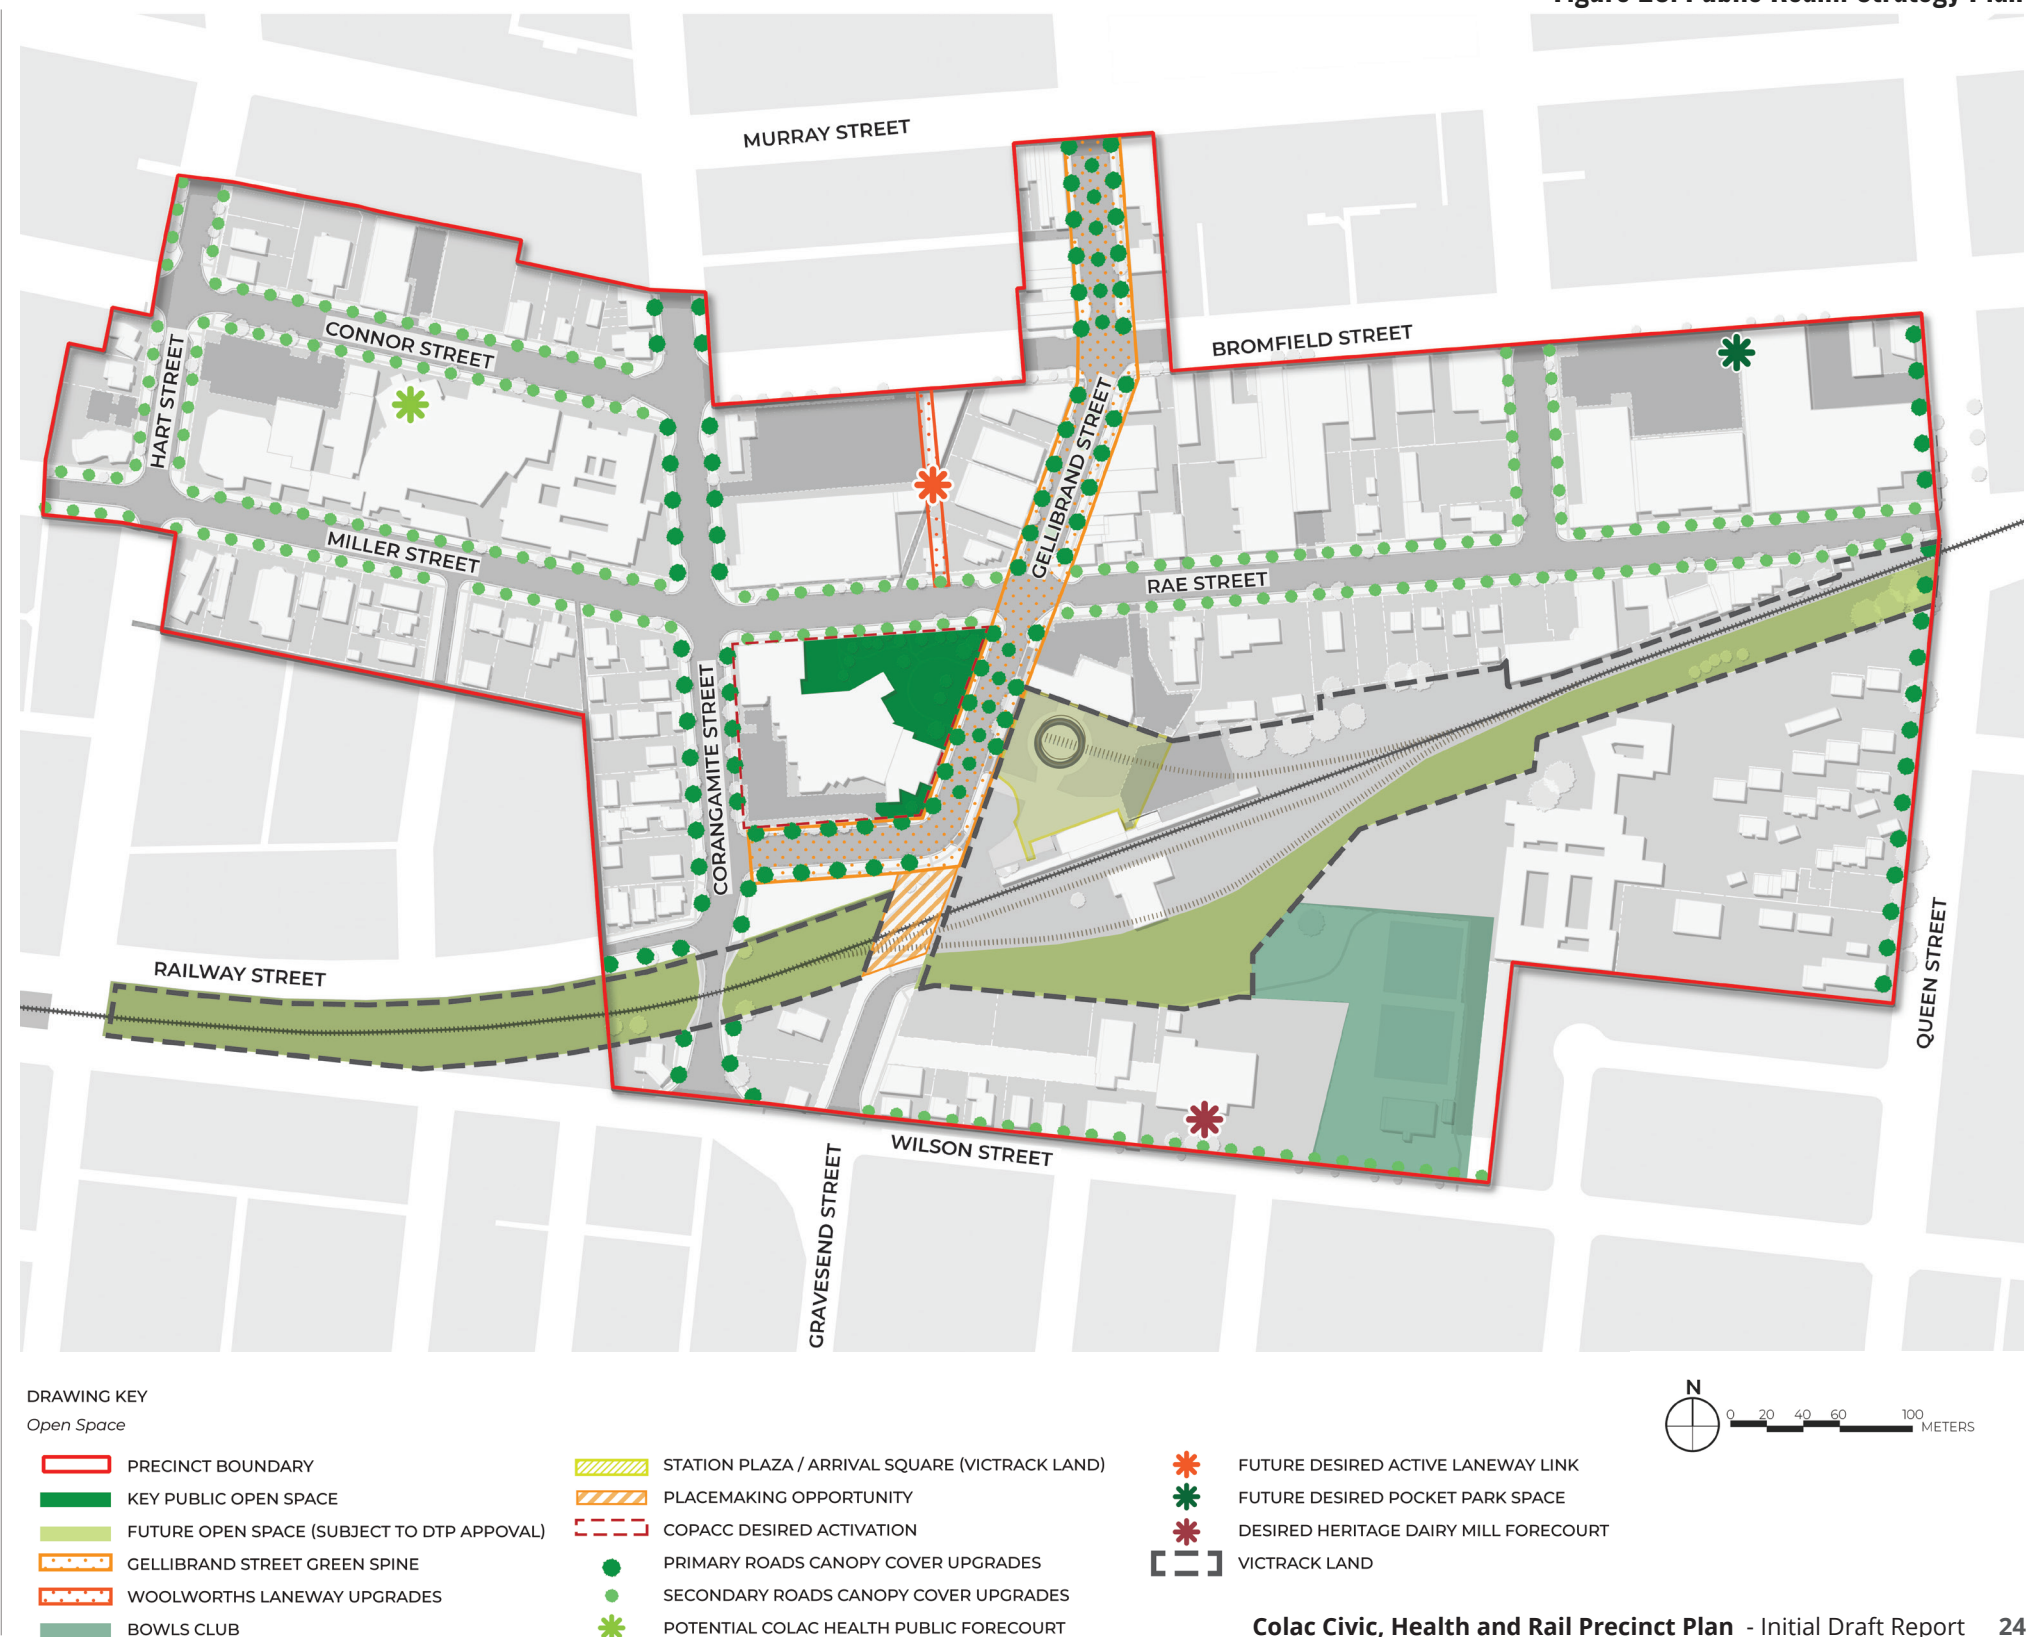 Figure 20: Public Realm Strategy Plan
MURRAY STREET
BROMFIELD STREET
CONNOR STREET
HART STREET
GELLIBRAND STREET
MILLER STREET
RAE STREET
CORANGAMITE STREET
RAILWAY STREET
QUEEN STREET
WILSON STREET
GRAVESEND STREET
DRAWING KEY
Open Space
PRECINCT BOUNDARY
KEY PUBLIC OPEN SPACE
FUTURE OPEN SPACE (SUBJECT TO DTP APPOVAL)
GELLIBRAND STREET GREEN SPINE
WOOLWORTHS LANEWAY UPGRADES
BOWLS CLUB
STATION PLAZA / ARRIVAL SQUARE (VICTRACK LAND)
PLACEMAKING OPPORTUNITY
COPACC DESIRED ACTIVATION
PRIMARY ROADS CANOPY COVER UPGRADES
SECONDARY ROADS CANOPY COVER UPGRADES
POTENTIAL COLAC HEALTH PUBLIC FORECOURT
FUTURE DESIRED ACTIVE LANEWAY LINK
FUTURE DESIRED POCKET PARK SPACE
DESIRED HERITAGE DAIRY MILL FORECOURT
VICTRACK LAND
N
0 20 40 60 100
METERS
Colac Civic, Health and Rail Precinct Plan - Initial Draft Report 24